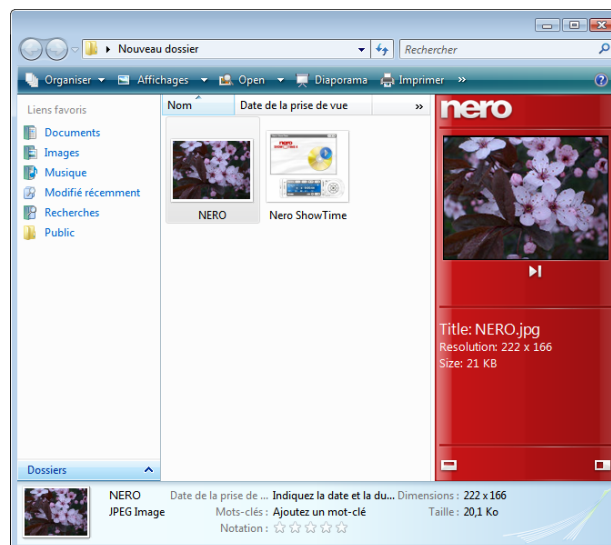 Nouveau dossier
Rechercher
Organiser Affichages Open Diaporama Imprimer »
Liens favoris
Documents
Images
Musique
Modifié récemment
Recherches
Public
Dossiers
Nom Date de la prise de vue »
NERO Nero ShowTime
nero
Title: NERO.jpg
Resolution: 222 x 166
Size: 21 KB
NERO Date de la prise de ... Indiquez la date et la du... Dimensions : 222 x 166
JPEG Image Mots-clés : Ajoutez un mot-clé Taille : 20,1 Ko
Notation :